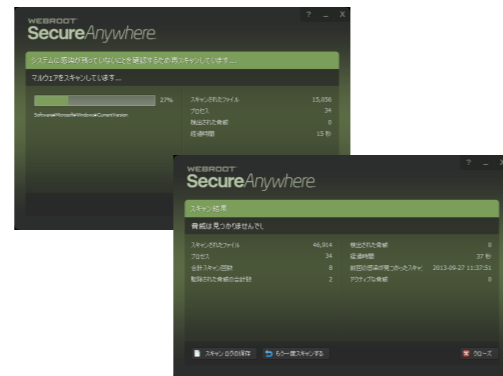 WEBROOT
SecureAnywhere
? _ X
システムに感染が残っていないことを確認するため再スキャンしています....
マルウェアをスキャンしています....
27%
Software¥Microsoft¥Windows¥CurrentVersion
スキャンされたファイル 15,036
プロセス 34
検出された脅威 0
経過時間 15 秒
WEBROOT
SecureAnywhere
? _ X
スキャン結果
脅威は見つかりませんでし
スキャンされたファイル 46,914 検出された脅威 0
プロセス 34 経過時間 37 秒
合計スキャン回数 8 前回の感染が見つかったスキャ: 2013-09-27 11:37:51
駆除された脅威の合計数 2 アクティブな脅威 0
スキャン ログの保存 もう一度スキャンする クローズ